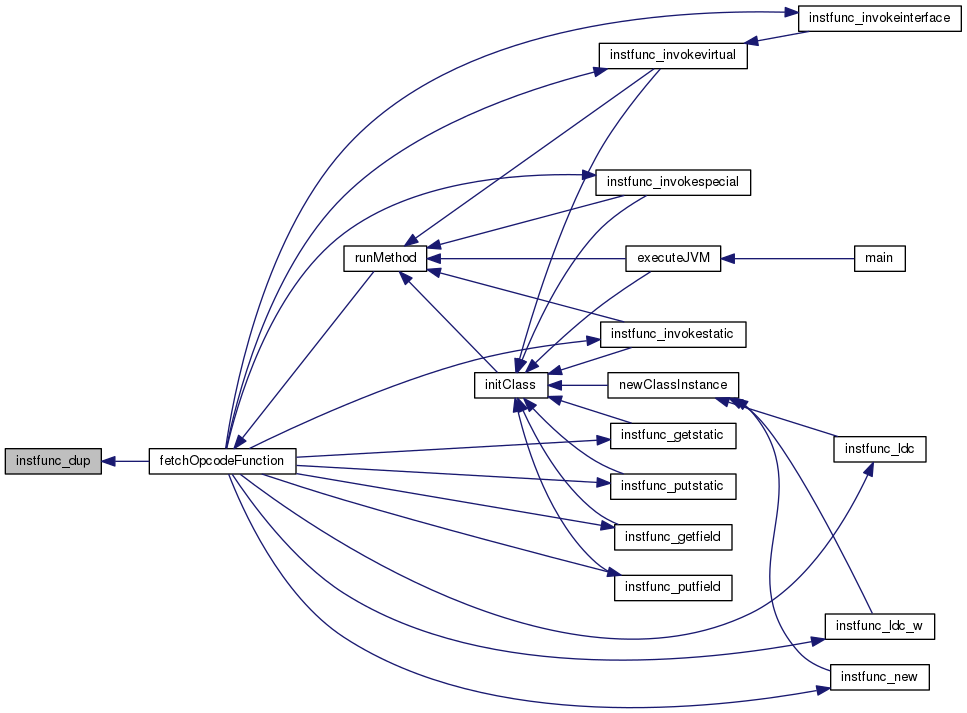 instfunc_invokeinterface
instfunc_invokevirtual
instfunc_invokespecial
runMethod
executeJVM
main
instfunc_invokestatic
initClass
newClassInstance
instfunc_getstatic
instfunc_ldc
instfunc_dup
fetchOpcodeFunction
instfunc_putstatic
instfunc_getfield
instfunc_putfield
instfunc_ldc_w
instfunc_new